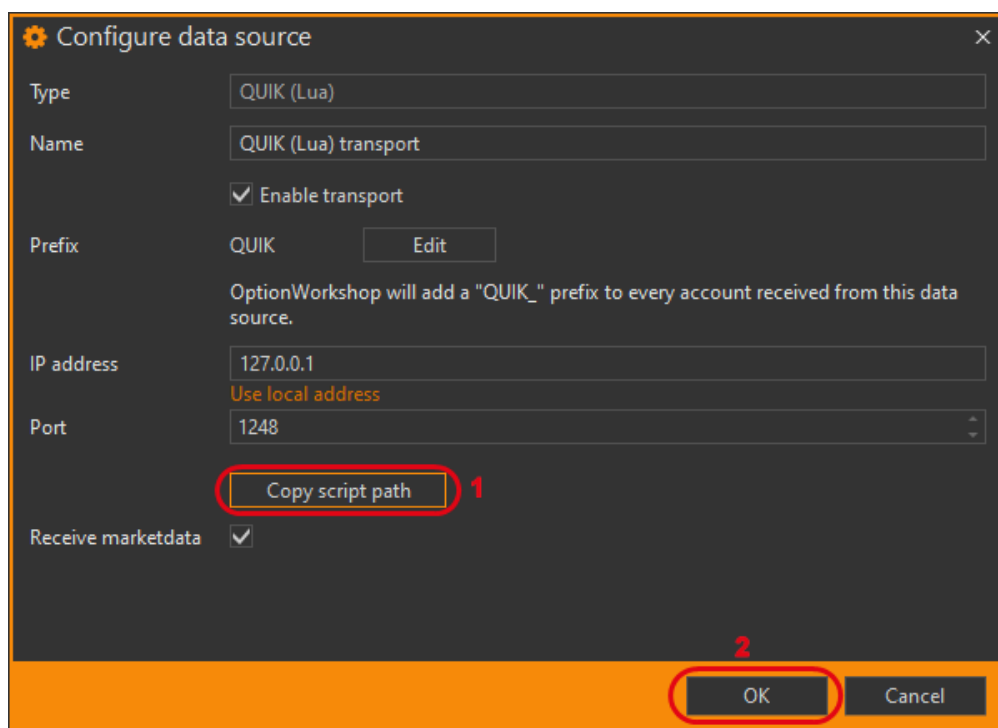 Configure data source
Type QUIK (Lua)
Name QUIK (Lua) transport
Enable transport
Prefix QUIK Edit
OptionWorkshop will add a "QUIK_" prefix to every account received from this data
source.
IP address 127.0.0.1
Use local address
Port 1248
Copy script path 1
Receive marketdata
2
OK Cancel